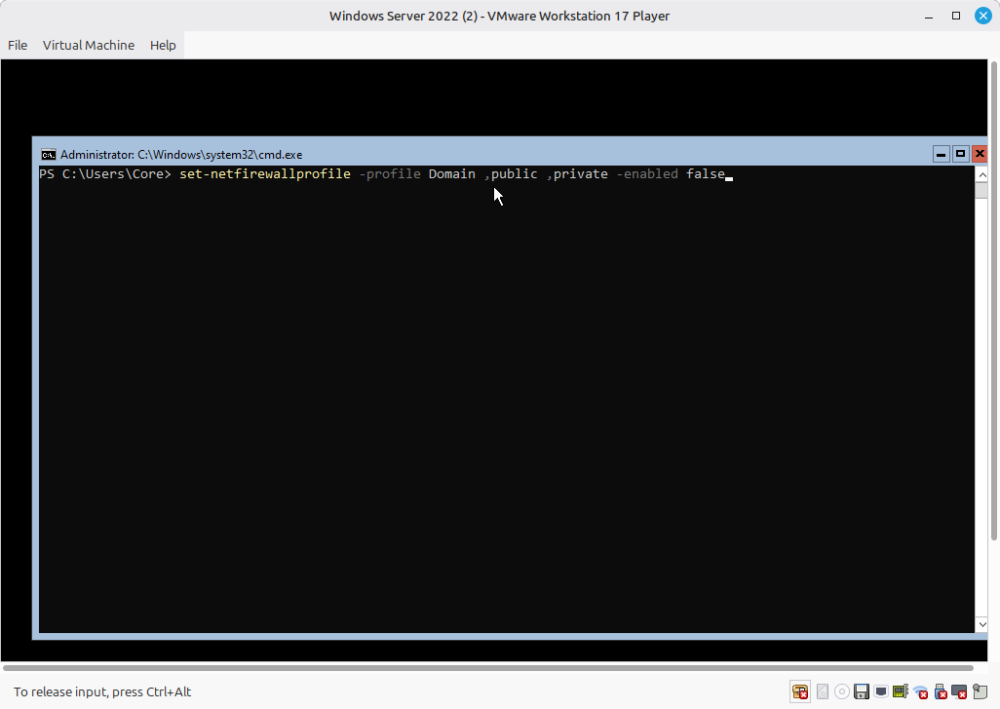 Windows Server 2022 (2) - VMware Workstation 17 Player
File Virtual Machine Help
Administrator: C:\Windows\system32\cmd.exe
PS C:\Users\Core> set-netfirewallprofile -profile Domain ,public ,private -enabled false
To release input, press Ctrl+Alt